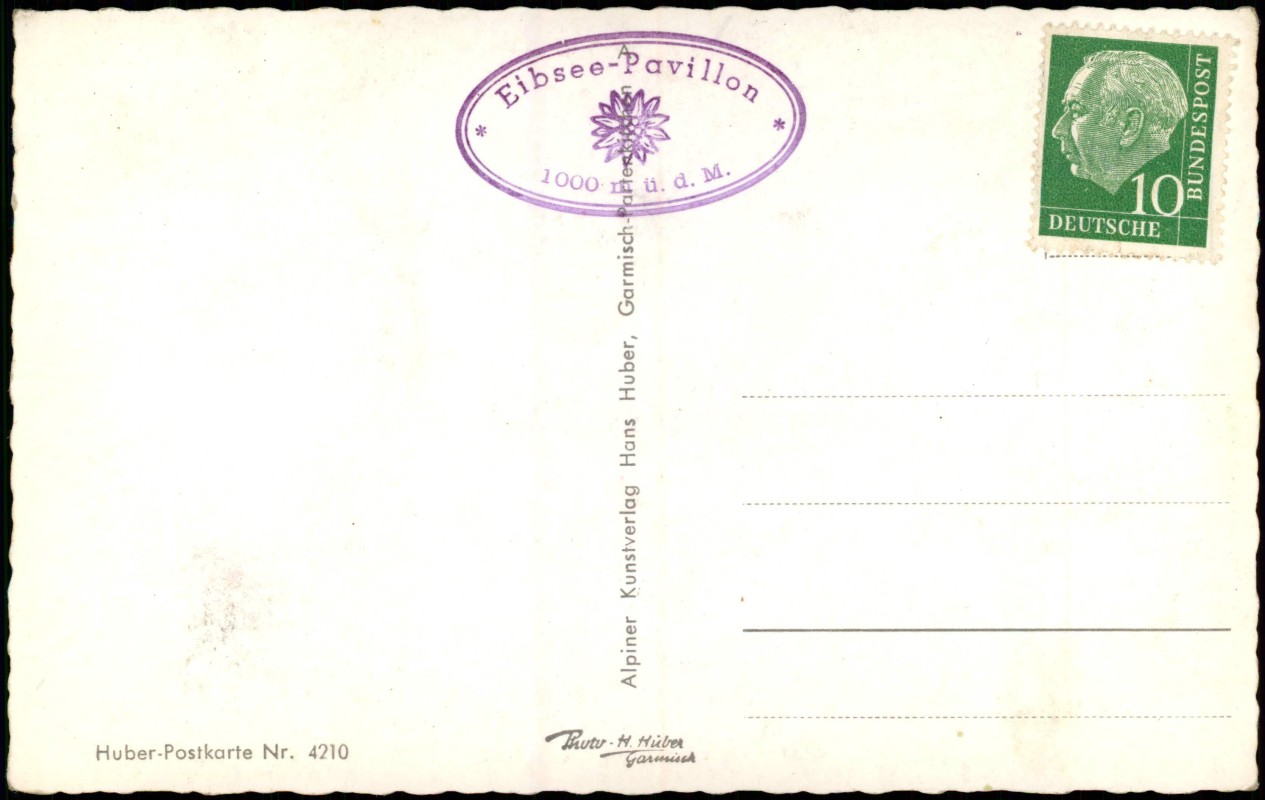 Eibsee-Pavillon
* *
1000 m ü. d. M.
10
DEUTSCHE
BUNDESPOST
Alpiner Kunstverlag Hans Huber, Garmisch-Partenkirchen A
Huber-Postkarte Nr. 4210
Photo-H. Huber
Garmisch